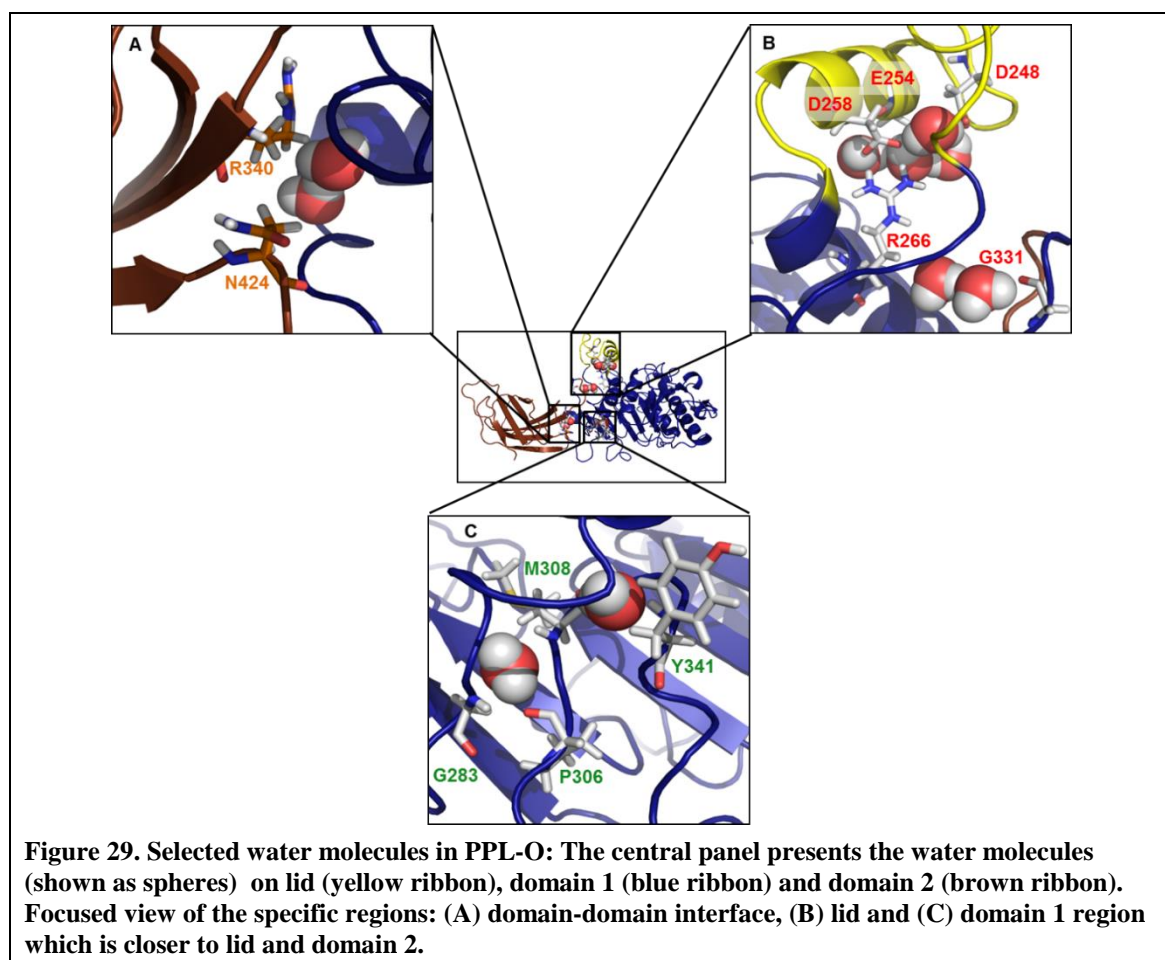 A
R340
N424
B
E254
D248
D258
R266
G331
C
M308
Y341
G283
P306
Figure 29. Selected water molecules in PPL-O: The central panel presents the water molecules
(shown as spheres) on lid (yellow ribbon), domain 1 (blue ribbon) and domain 2 (brown ribbon).
Focused view of the specific regions: (A) domain-domain interface, (B) lid and (C) domain 1 region
which is closer to lid and domain 2.